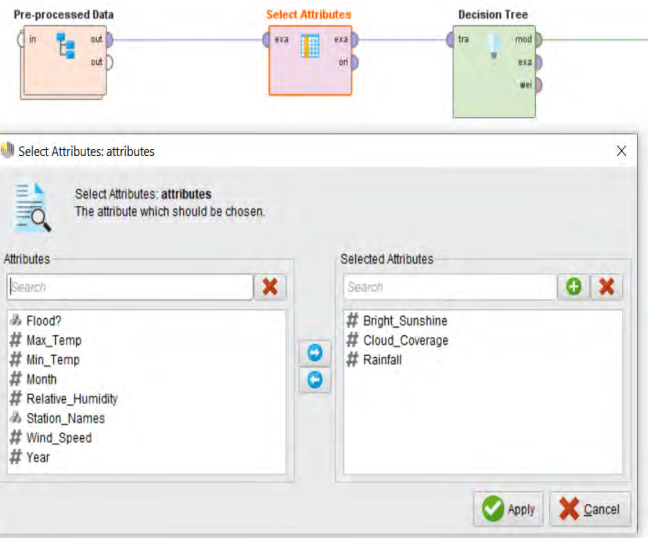 Pre-processed Data
Select Attributes
Decision Tree
in
out
out
exa
exa
ori
tra
mod
exa
wei
Select Attributes: attributes
X
Select Attributes: attributes
The attribute which should be chosen.
Attributes
Selected Attributes
Search
Search
Flood?
# Max_Temp
# Min_Temp
# Month
# Relative_Humidity
Station_Names
# Wind_Speed
# Year
# Bright_Sunshine
# Cloud_Coverage
# Rainfall
Apply
Cancel